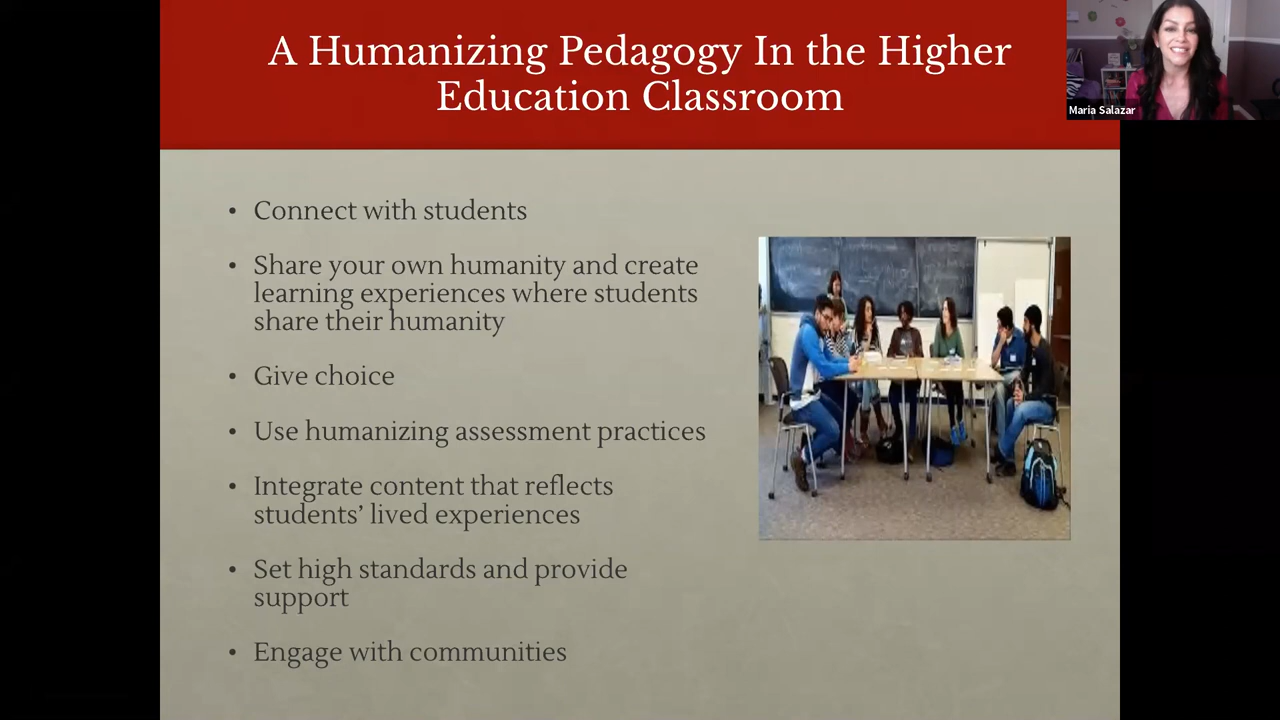 A Humanizing Pedagogy In the Higher
Education Classroom
Maria Salazar
• Connect with students
• Share your own humanity and create
learning experiences where students
share their humanity
• Give choice
• Use humanizing assessment practices
• Integrate content that reflects
students’ lived experiences
• Set high standards and provide
support
• Engage with communities